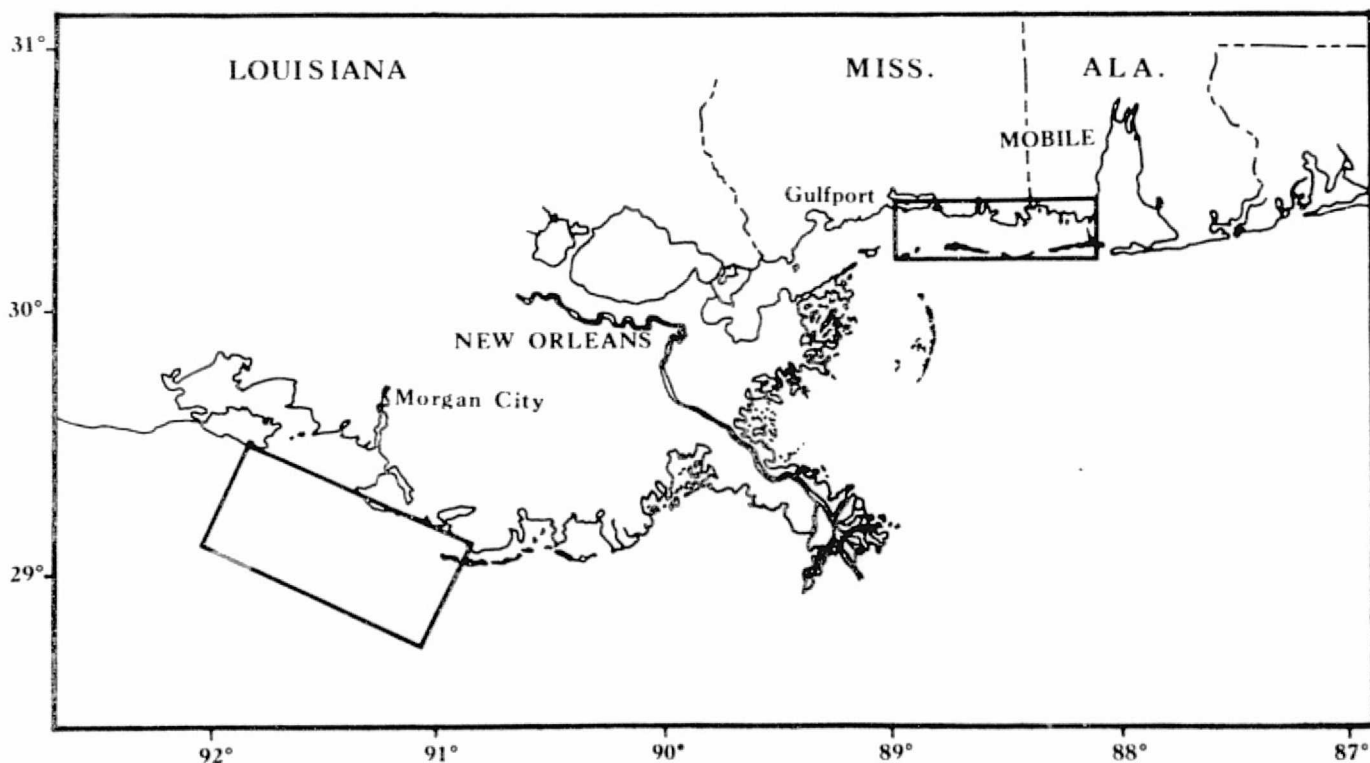 31°
LOUISIANA
MISS.
ALA.
MOBILE
Gulfport
30°
NEW ORLEANS
Morgan City
29°
92°
91°
90°
89°
88°
87°